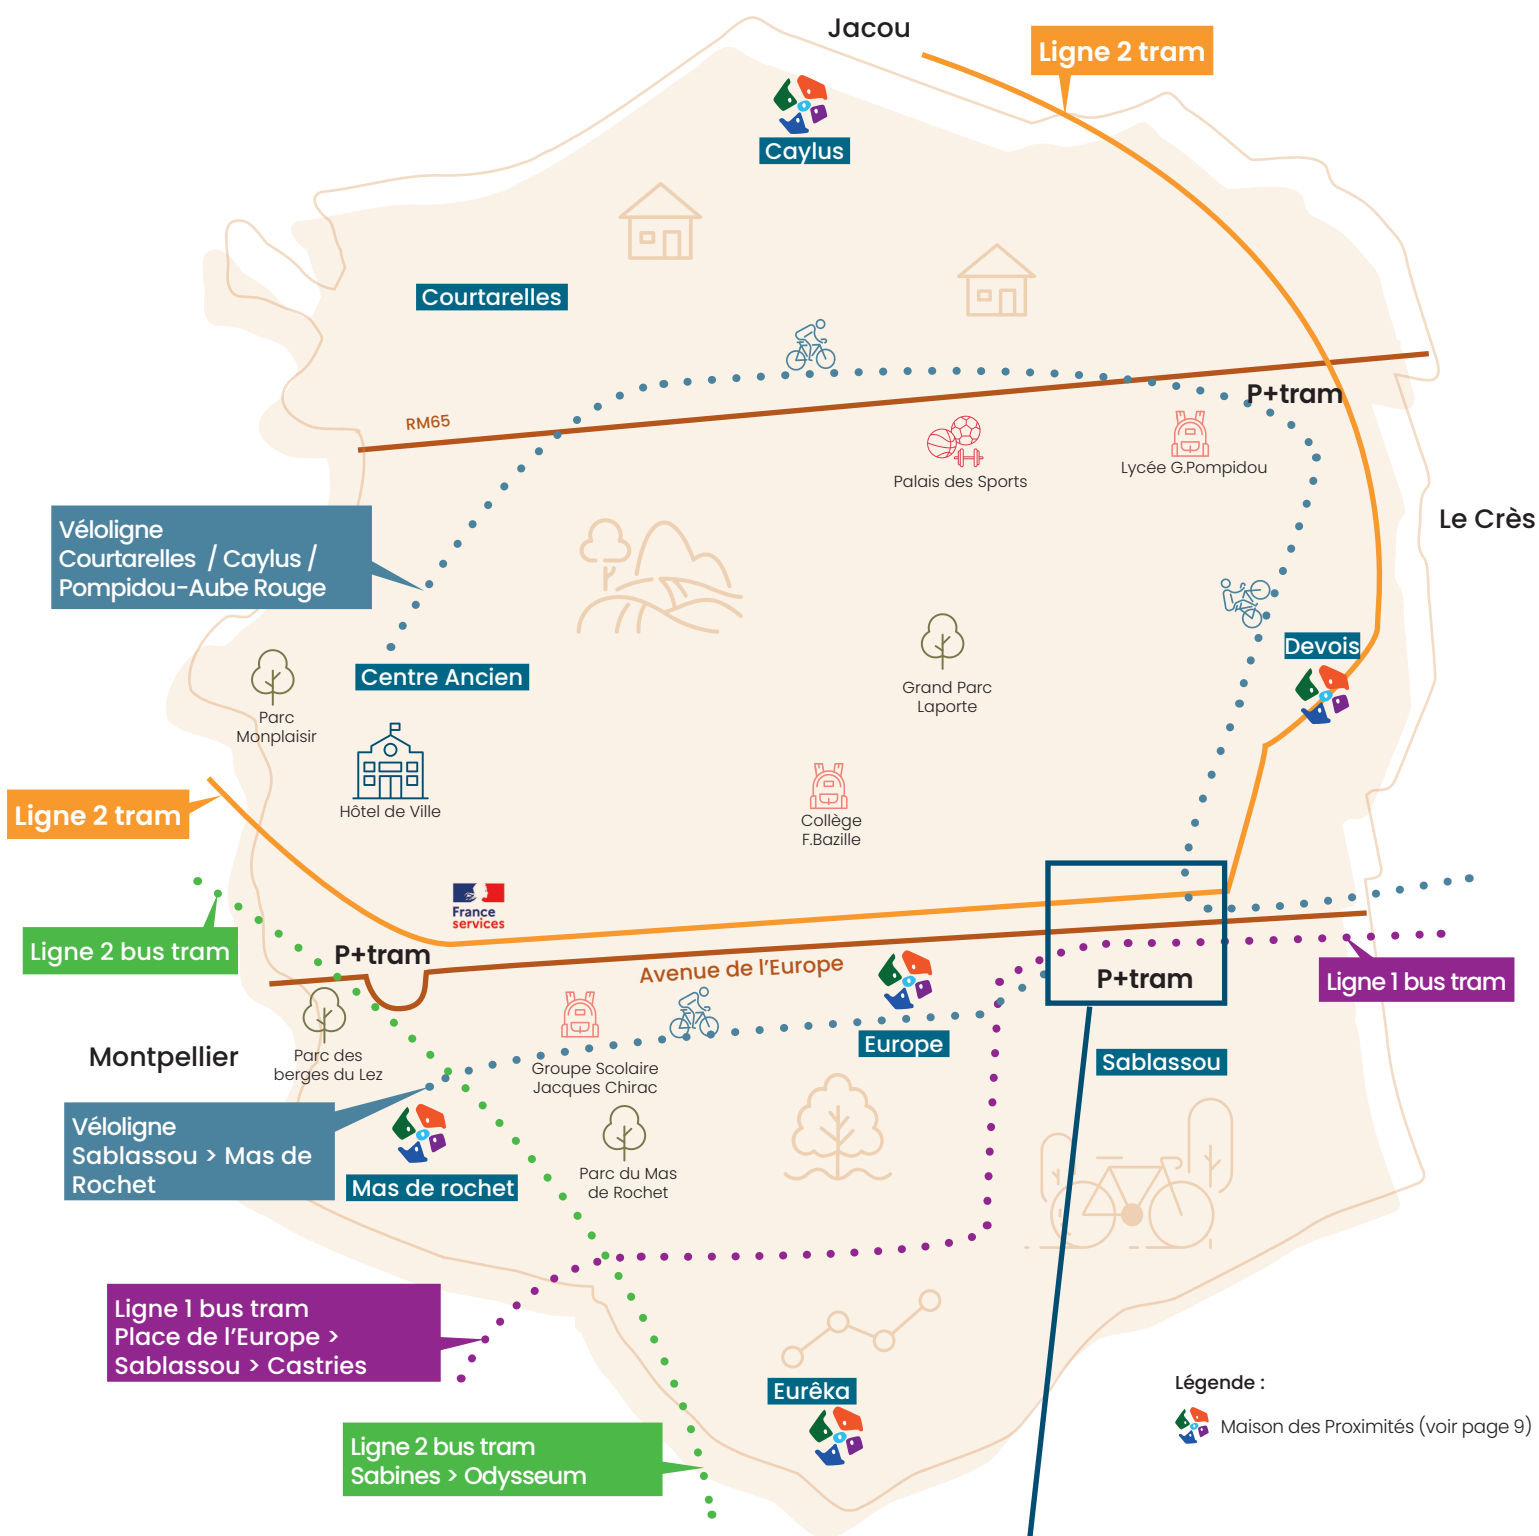 Jacou
Ligne 2 tram
Caylus
Courtarelles
P+tram
RM65
Palais des Sports
Lycée G.Pompidou
Le Crès
Véloligne
Courtarelles / Caylus /
Pompidou-Aube Rouge
Devois
Centre Ancien
Grand Parc
Laporte
Parc
Monplaisir
Hôtel de Ville
Ligne 2 tram
Collège
F.Bazille
France
services
Ligne 2 bus tram
P+tram
Avenue de l'Europe
P+tram
Ligne 1 bus tram
Montpellier
Parc des
berges du Lez
Groupe Scolaire
Jacques Chirac
Europe
Sablassou
Véloligne
Sablassou > Mas de
Rochet
Mas de rochet
Parc du Mas
de Rochet
Ligne 1 bus tram
Place de l'Europe >
Sablassou > Castries
Eurêka
Légende :
Maison des Proximités (voir page 9)
Ligne 2 bus tram
Sabines > Odysseum